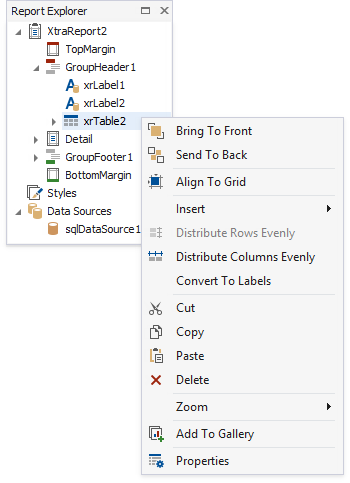 Report Explorer
XtraReport2
TopMargin
GroupHeader1
xrLabel1
xrLabel2
xrTable2
Detail
GroupFooter1
BottomMargin
Styles
Data Sources
sqlDataSource1
Bring To Front
Send To Back
Align To Grid
Insert
Distribute Rows Evenly
Distribute Columns Evenly
Convert To Labels
Cut
Copy
Paste
Delete
Zoom
Add To Gallery
Properties